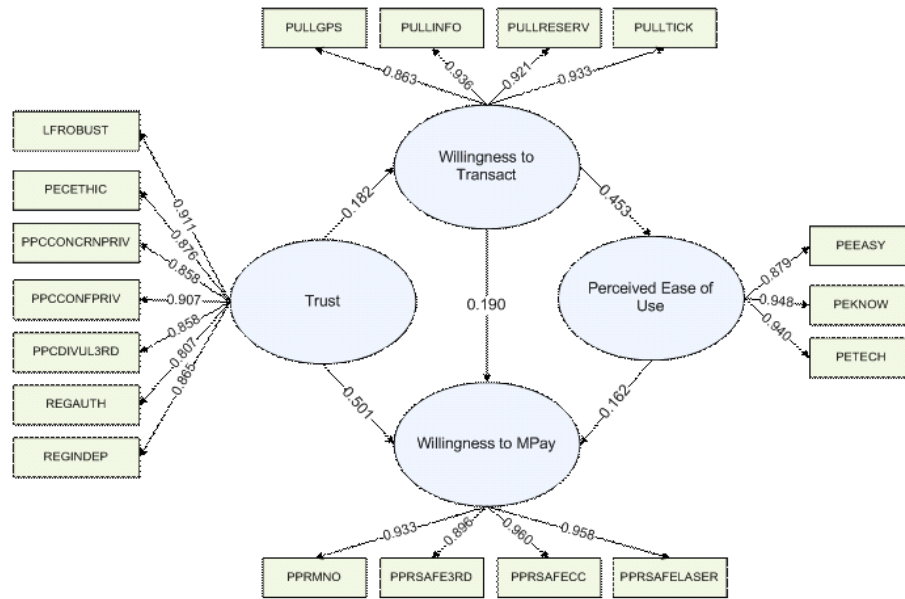 PULLGPS
PULLINFO
PULLRESERV
PULLTICK
0.863
0.936
0.921
0.933
LFROBUST
PECETHIC
PPCCONCRNPRIV
PPCCONFPRIV
PPCDIVUL3RD
REGAUTH
REGINDEP
0.911
0.876
0.858
0.907
0.858
0.807
0.865
Trust
0.182
0.501
Willingness to
Transact
0.190
0.453
Perceived Ease of
Use
0.162
0.879
0.948
0.940
PEEASY
PEKNOW
PETECH
Willingness to MPay
0.933
0.896
0.960
0.958
PPRMNO
PPRSAFE3RD
PPRSAFECC
PPRSAFELASER